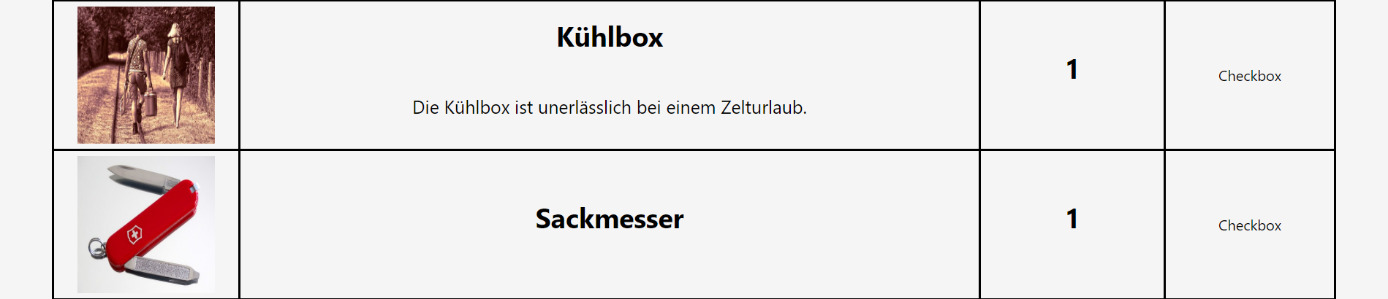 Kühlbox
Die Kühlbox ist unerlässlich bei einem Zelturlaub.
1
Checkbox
Sackmesser
1
Checkbox